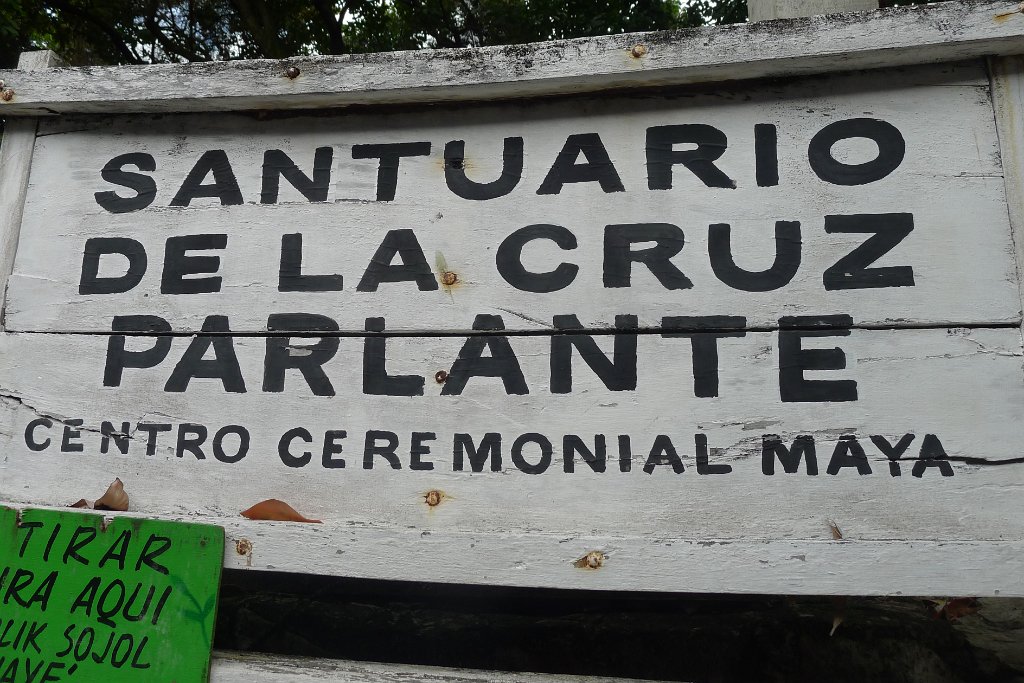 SANTUARIO
DE LA CRUZ
PARLANTE
CENTRO CEREMONIAL MAYA
TIRAR
AQUI
SOJOL